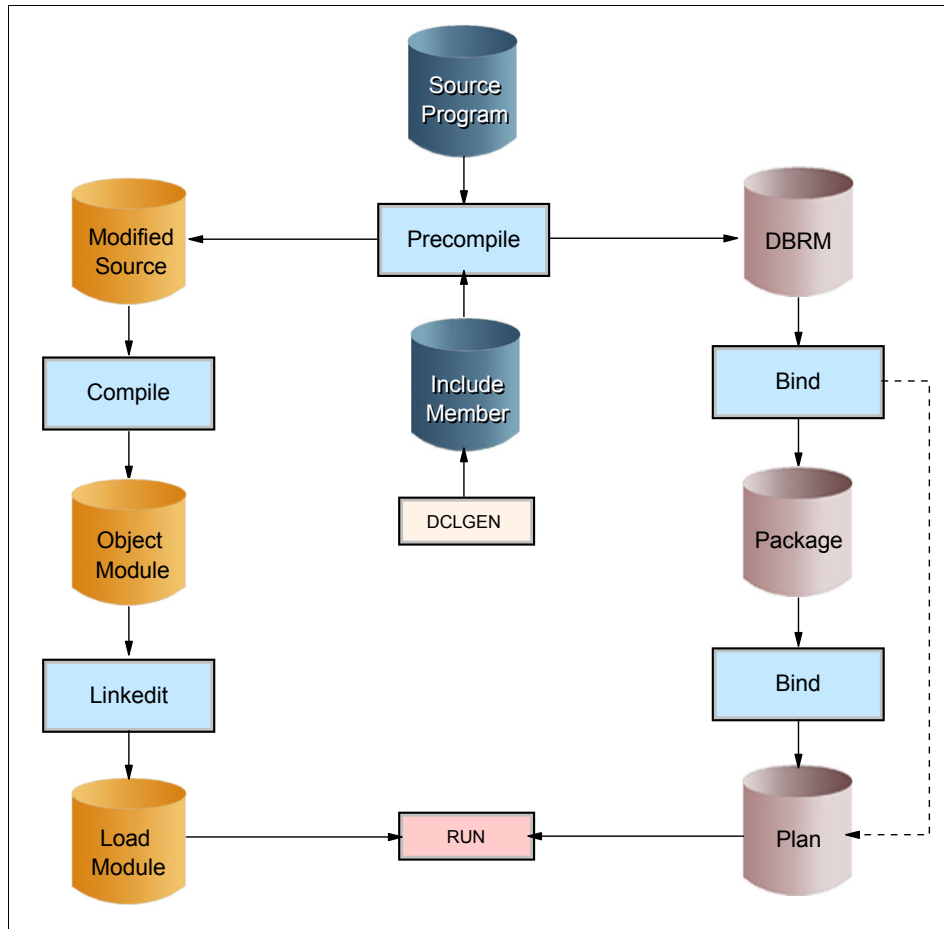 Source
Program
Modified
Source
Precompile
DBRM
Compile
Include
Member
Bind
Object
Module
DCLGEN
Package
Linkedit
Bind
Load
Module
RUN
Plan